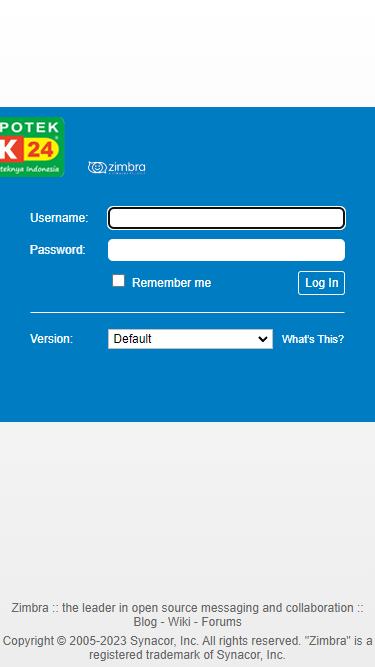 POTEK
K 24
teknya Indonesia
zimbra
Username:
Password:
Remember me
Log In
Version:
Default
What's This?
Zimbra :: the leader in open source messaging and collaboration ::
Blog - Wiki - Forums
Copyright © 2005-2023 Synacor, Inc. All rights reserved. "Zimbra" is a
registered trademark of Synacor, Inc.